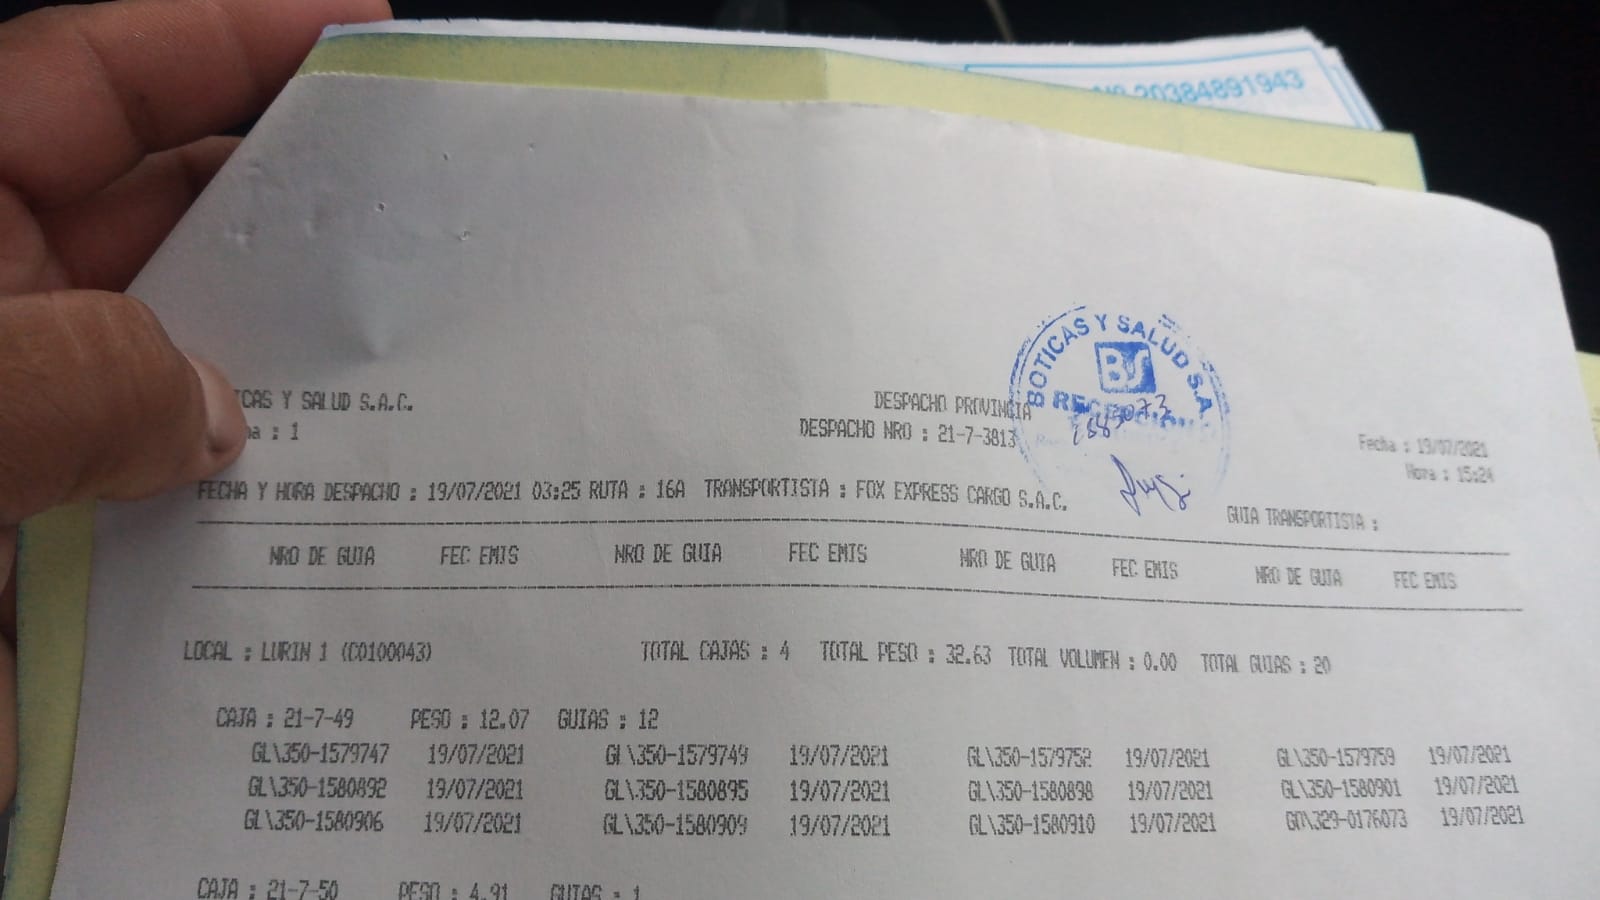 20384891943
BOTICAS Y SALUD S.A.
BS
RECEPCION
CAS Y SALUD S.A.C.
a : 1
DESPACHO PROVINCIA
DESPACHO NRO : 21-7-3813
Fecha : 19/07/2021
Hora : 15:24
FECHA Y HORA DESPACHO : 19/07/2021 03:25 RUTA : 16A TRANSPORTISTA : FOX EXPRESS CARGO S.A.C. GUIA TRANSPORTISTA :
NRO DE GUIA FEC EMIS NRO DE GUIA FEC EMIS NRO DE GUIA FEC EMIS NRO DE GUIA FEC EMIS
LOCAL : LURIN 1 (C0100043) TOTAL CAJAS : 4 TOTAL PESO : 32.63 TOTAL VOLUMEN : 0.00 TOTAL GUIAS : 20
CAJA : 21-7-49 PESO : 12.07 GUIAS : 12
GL\350-1579747 19/07/2021 GL\350-1579749 19/07/2021 GL\350-1579752 19/07/2021 GL\350-1579759 19/07/2021
GL\350-1580892 19/07/2021 GL\350-1580895 19/07/2021 GL\350-1580898 19/07/2021 GL\350-1580901 19/07/2021
GL\350-1580906 19/07/2021 GL\350-1580909 19/07/2021 GL\350-1580910 19/07/2021 GM\329-0176073 19/07/2021
CAJA : 21-7-50 PESO : 4.91 GUIAS : 1